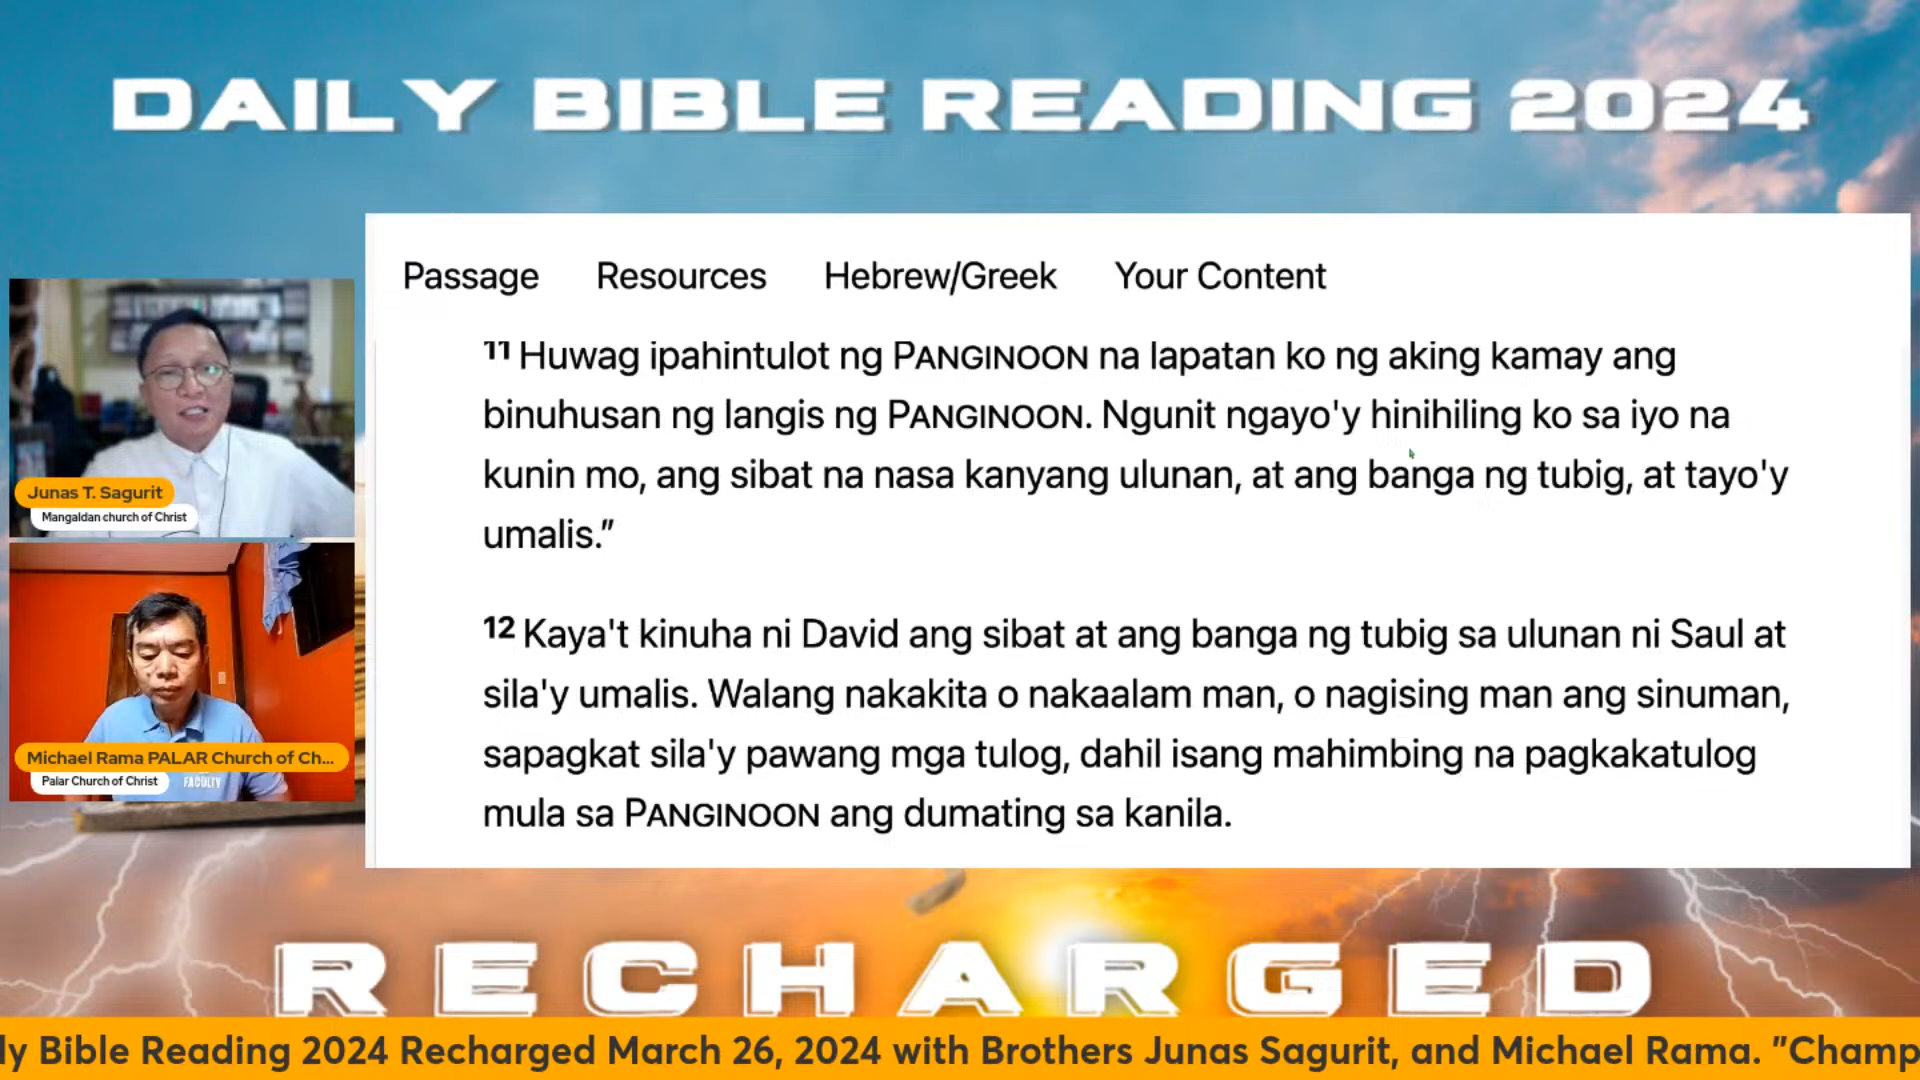 DAILY BIBLE READING 2024
Passage Resources Hebrew/Greek Your Content
11 Huwag ipahintulot ng PANGINOON na lapatan ko ng aking kamay ang
binuhusan ng langis ng PANGINOON. Ngunit ngayo'y hinihiling ko sa iyo na
kunin mo, ang sibat na nasa kanyang ulunan, at ang banga ng tubig, at tayo'y
umalis.”
12 Kaya't kinuha ni David ang sibat at ang banga ng tubig sa ulunan ni Saul at
sila'y umalis. Walang nakakita o nakaalam man, o nagising man ang sinuman,
sapagkat sila'y pawang mga tulog, dahil isang mahimbing na pagkakatulog
mula sa PANGINOON ang dumating sa kanila.
Junas T. Sagurit
Mangaldan church of Christ
Michael Rama PALAR Church of Ch...
Palar Church of Christ
FACULTY
RECHARGED
ly Bible Reading 2024 Recharged March 26, 2024 with Brothers Junas Sagurit, and Michael Rama. "Champ